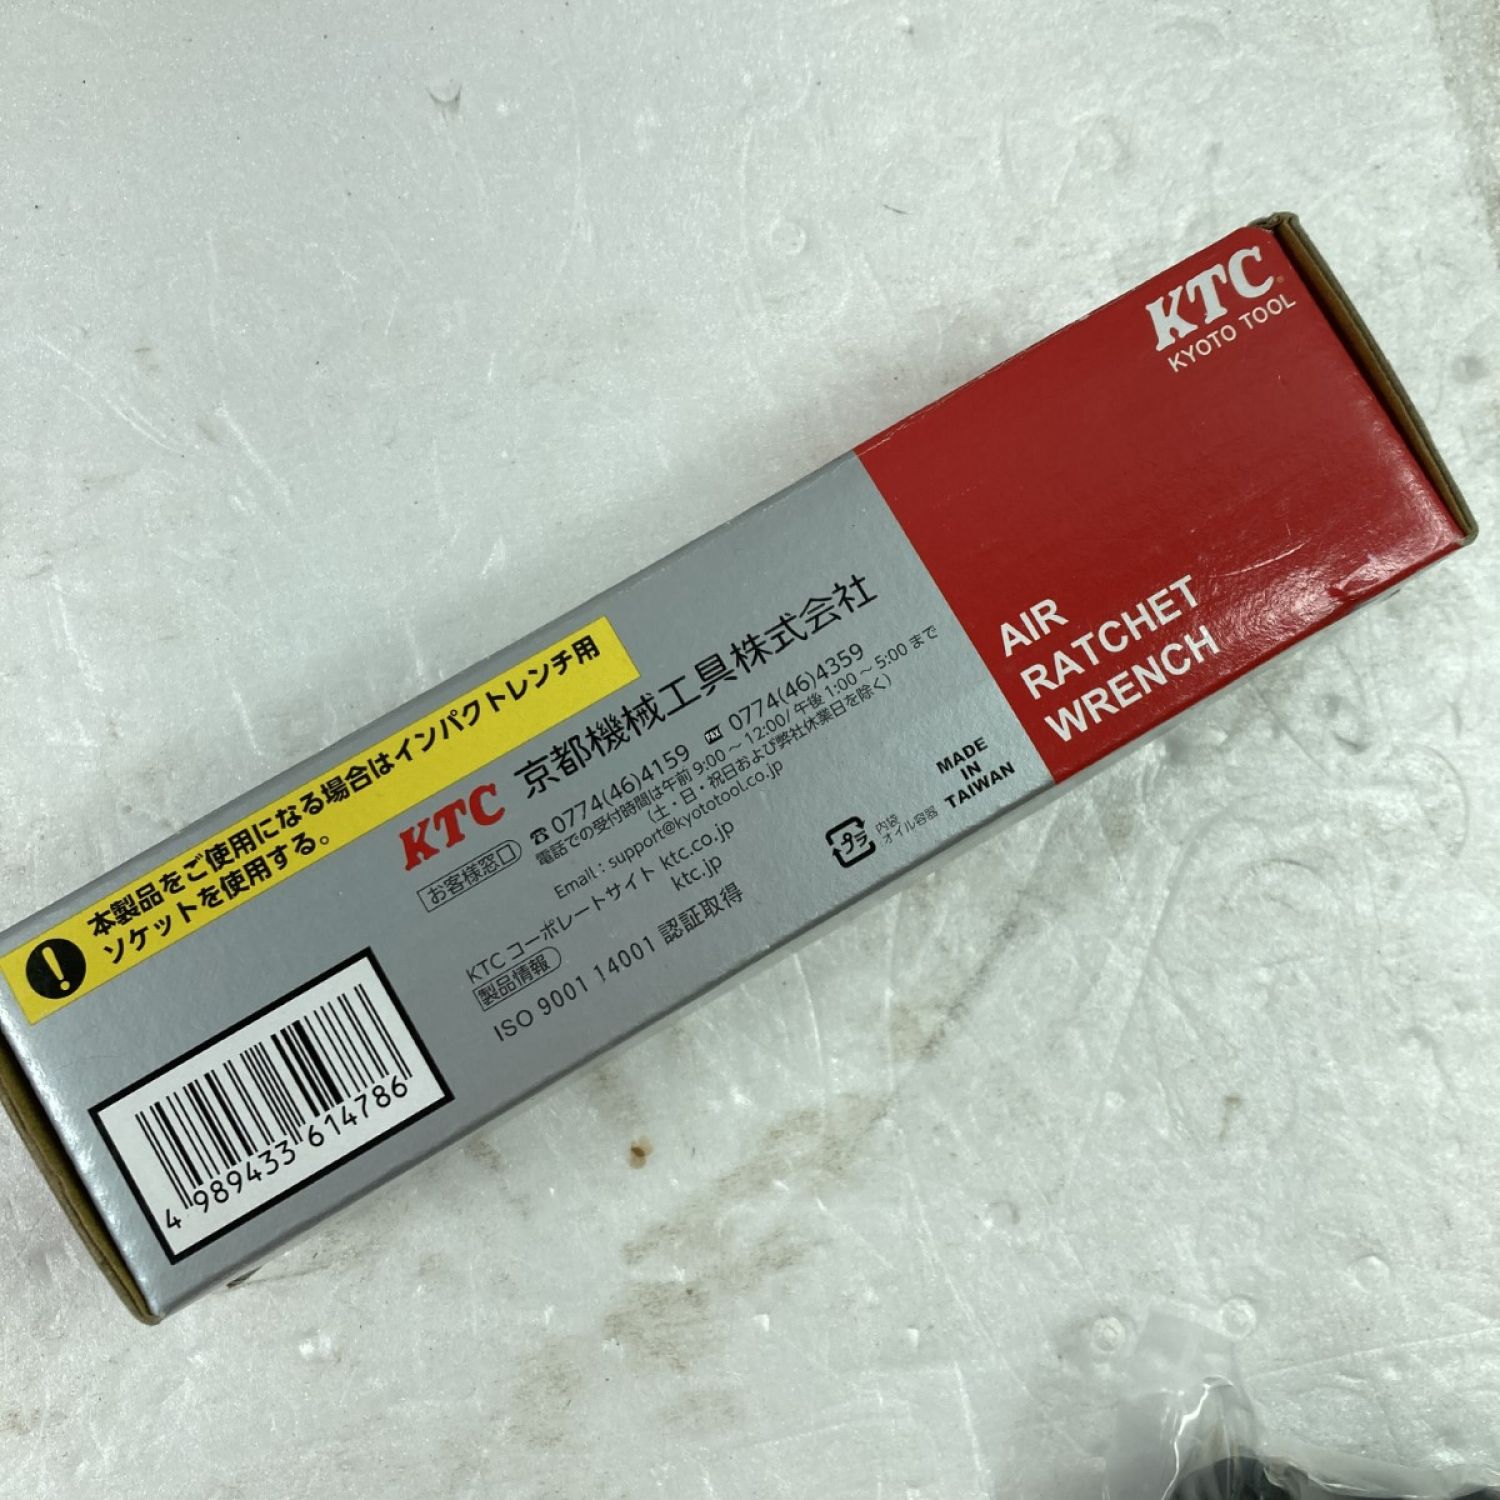 KTC
KYOTO TOOL
AIR
RATCHET
WRENCH
本製品をご使用になる場合はインパクトレンチ用
ソケットを使用する。
KTC 京都機械工具株式会社
お客様窓口 ☎0774(46)4159 FAX 0774(46)4359
電話での受付時間は午前 9:00 ~ 12:00/ 午後 1:00 ~ 5:00 まで
(土・日・祝日および弊社休業日を除く)
Email : support@kyototool.co.jp
KTC コーポレートサイト ktc.co.jp
製品情報 ktc.jp
ISO 9001 14001 認証取得
プラ
内袋
オイル容器
MADE
IN
TAIWAN
4 989433 614786